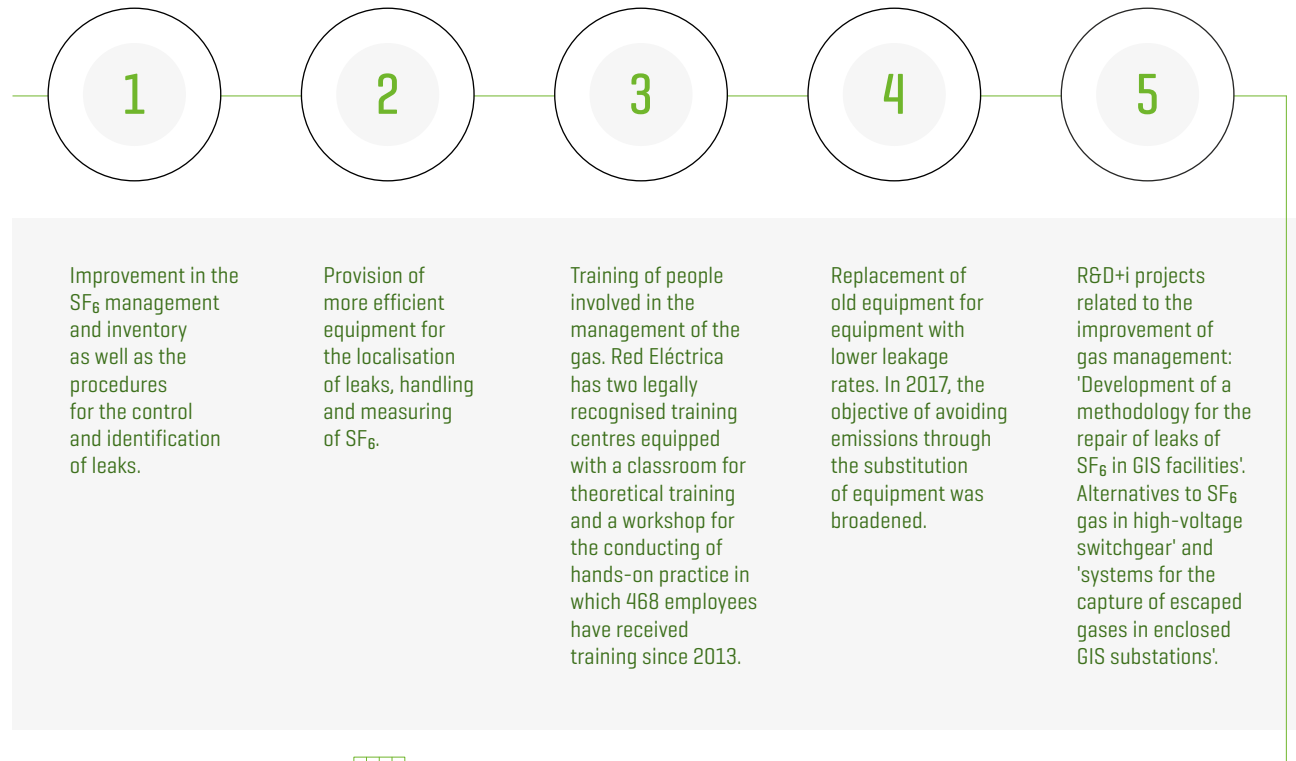 1
2
3
4
5
Improvement in the
SF₆ management
and inventory
as well as the
procedures
for the control
and identification
of leaks.
Provision of
more efficient
equipment for
the localisation
of leaks, handling
and measuring
of SF₆.
Training of people
involved in the
management of the
gas. Red Eléctrica
has two legally
recognised training
centres equipped
with a classroom for
theoretical training
and a workshop for
the conducting of
hands-on practice in
which 468 employees
have received
training since 2013.
Replacement of
old equipment for
equipment with
lower leakage
rates. In 2017, the
objective of avoiding
emissions through
the substitution
of equipment was
broadened.
R&D+i projects
related to the
improvement of
gas management:
'Development of a
methodology for the
repair of leaks of
SF₆ in GIS facilities'.
Alternatives to SF₆
gas in high-voltage
switchgear' and
'systems for the
capture of escaped
gases in enclosed
GIS substations'.